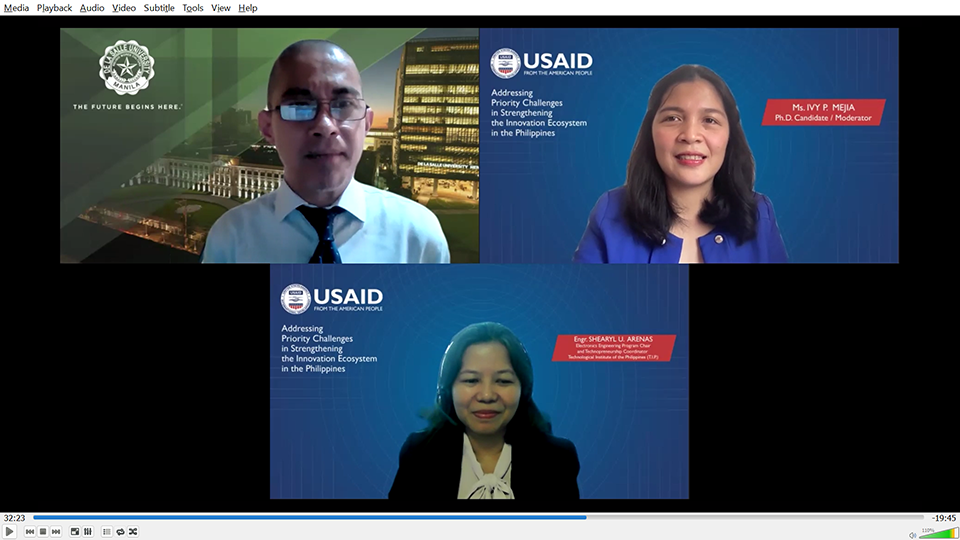 Media Playback Audio Video Subtitle Tools View Help
DE LA SALLE UNIVERSITY
MANILA
THE FUTURE BEGINS HERE.
DE LA SALLE UNIVERSITY
USAID
FROM THE AMERICAN PEOPLE
Addressing
Priority Challenges
in Strengthening
the Innovation Ecosystem
in the Philippines
Ms. IVY P. MEJIA
Ph.D. Candidate / Moderator
USAID
FROM THE AMERICAN PEOPLE
Addressing
Priority Challenges
in Strengthening
the Innovation Ecosystem
in the Philippines
Engr. SHEARYL U. ARENAS
Electronics Engineering Program Chair
and Technopreneurship Coordinator
Technological Institute of the Philippines (T.I.P.)
32:23
-19:45
110%